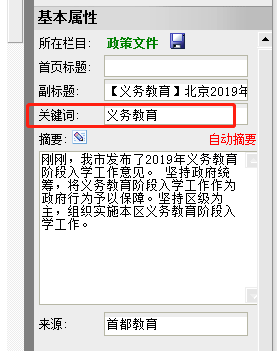 基本属性
所在栏目: 政策文件
首页标题:
副标题: 【义务教育】北京2019年
关键词: 义务教育
摘要: 自动摘要
刚刚，我市发布了2019年义务教育
阶段入学工作意见。 坚持政府统
筹，将义务教育阶段入学工作作为
政府行为予以保障。坚持区级为
主，组织实施本区义务教育阶段入
学工作。
来源: 首都教育